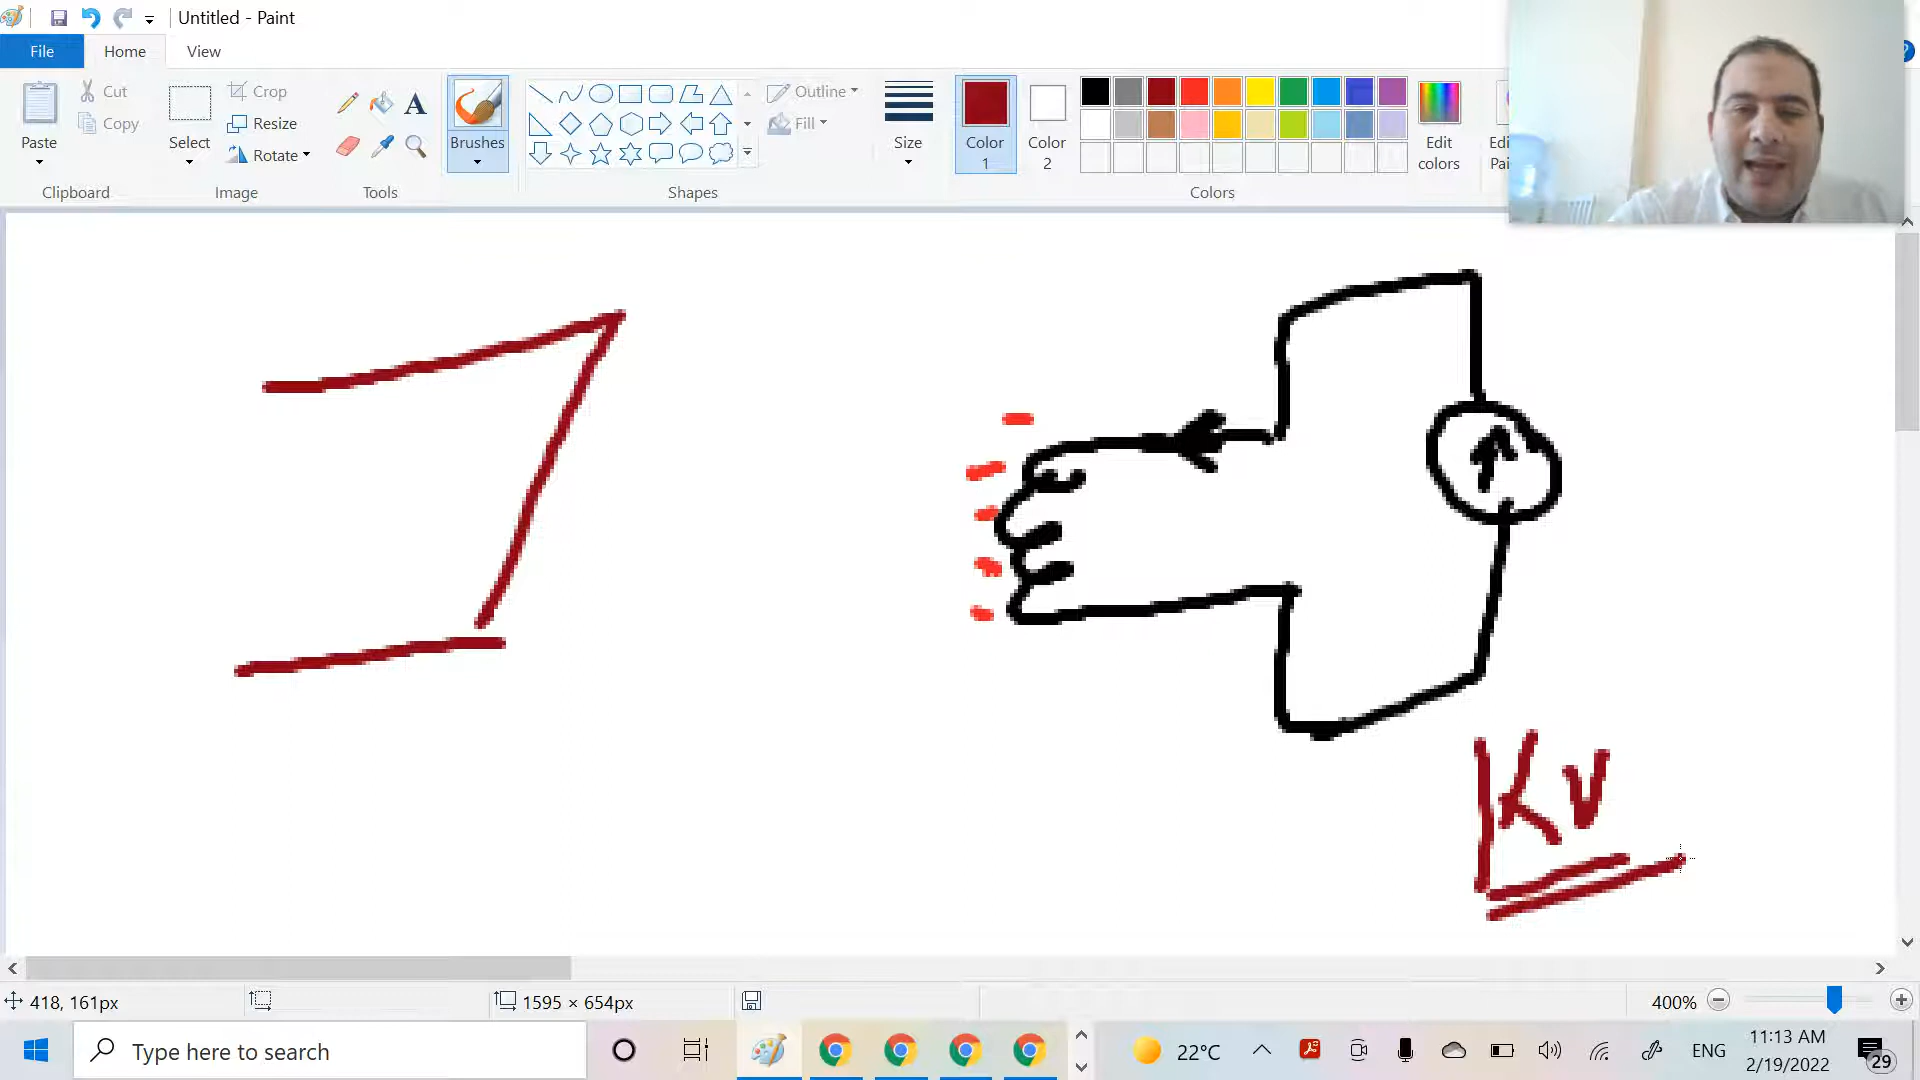 Untitled - Paint
File Home View
Cut
Copy
Paste
Clipboard
Crop
Resize
Rotate
Select
Image
Tools
Brushes
Shapes
Outline
Fill
Size
Color 1
Color 2
Edit colors
Colors
Kv
418, 161px
1595 × 654px
400%
Type here to search
22°C
ENG
11:13 AM
2/19/2022
29